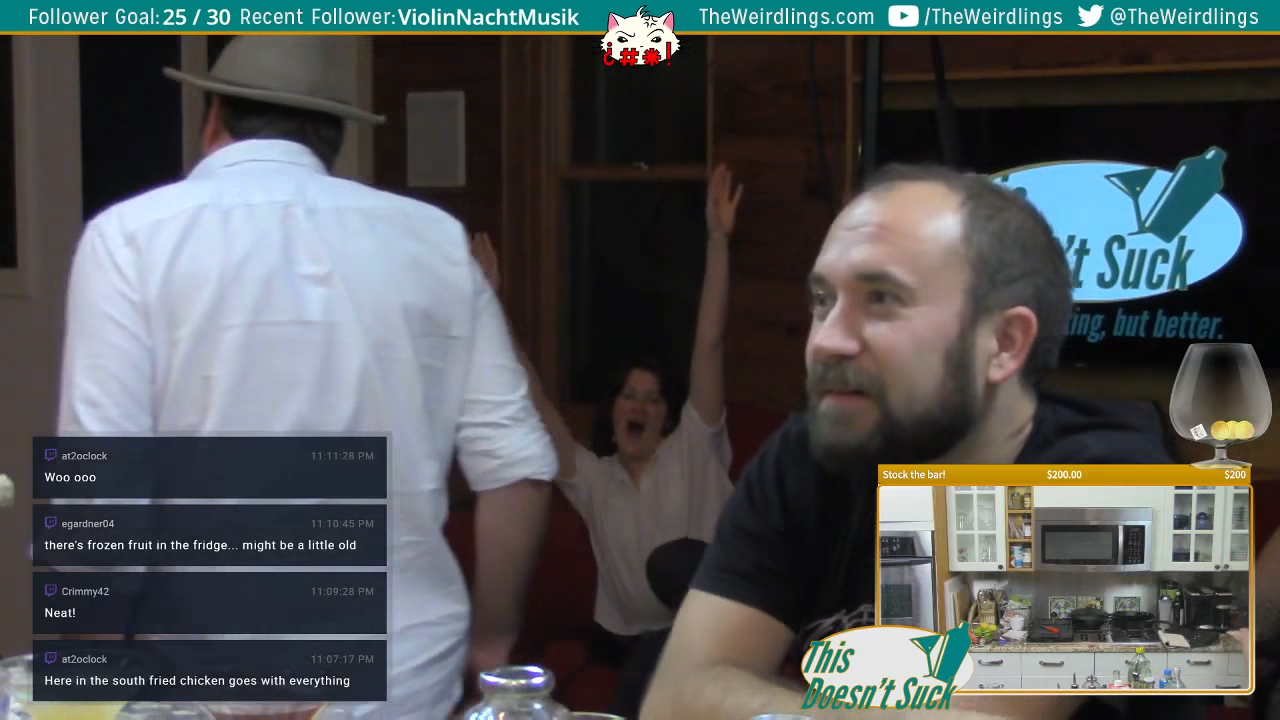 Follower Goal: 25 / 30 Recent Follower: ViolinNachtMusik
TheWeirdlings.com /TheWeirdlings @TheWeirdlings
¿#*!
't Suck
king, but better.
at2oclock 11:11:28 PM
Woo ooo
egardner04 11:10:45 PM
there's frozen fruit in the fridge... might be a little old
Crimmy42 11:09:28 PM
Neat!
at2oclock 11:07:17 PM
Here in the south fried chicken goes with everything
Stock the bar! $200.00 $200
This
Doesn't Suck